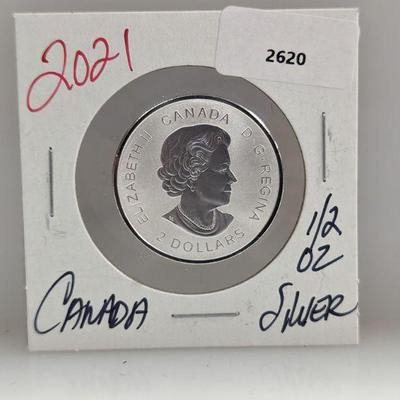 2021
2620
ELIZABETH II CANADA D•G•REGINA
2 DOLLARS
1/2
OZ
CANADA
SILVER